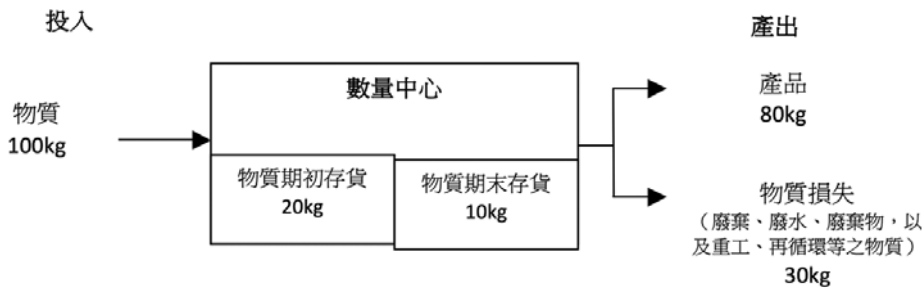 投入
產出
物質
100kg
數量中心
物質期初存貨
20kg
物質期末存貨
10kg
產品
80kg
物質損失
（廢棄、廢水、廢棄物，以
及重工、再循環等之物質）
30kg